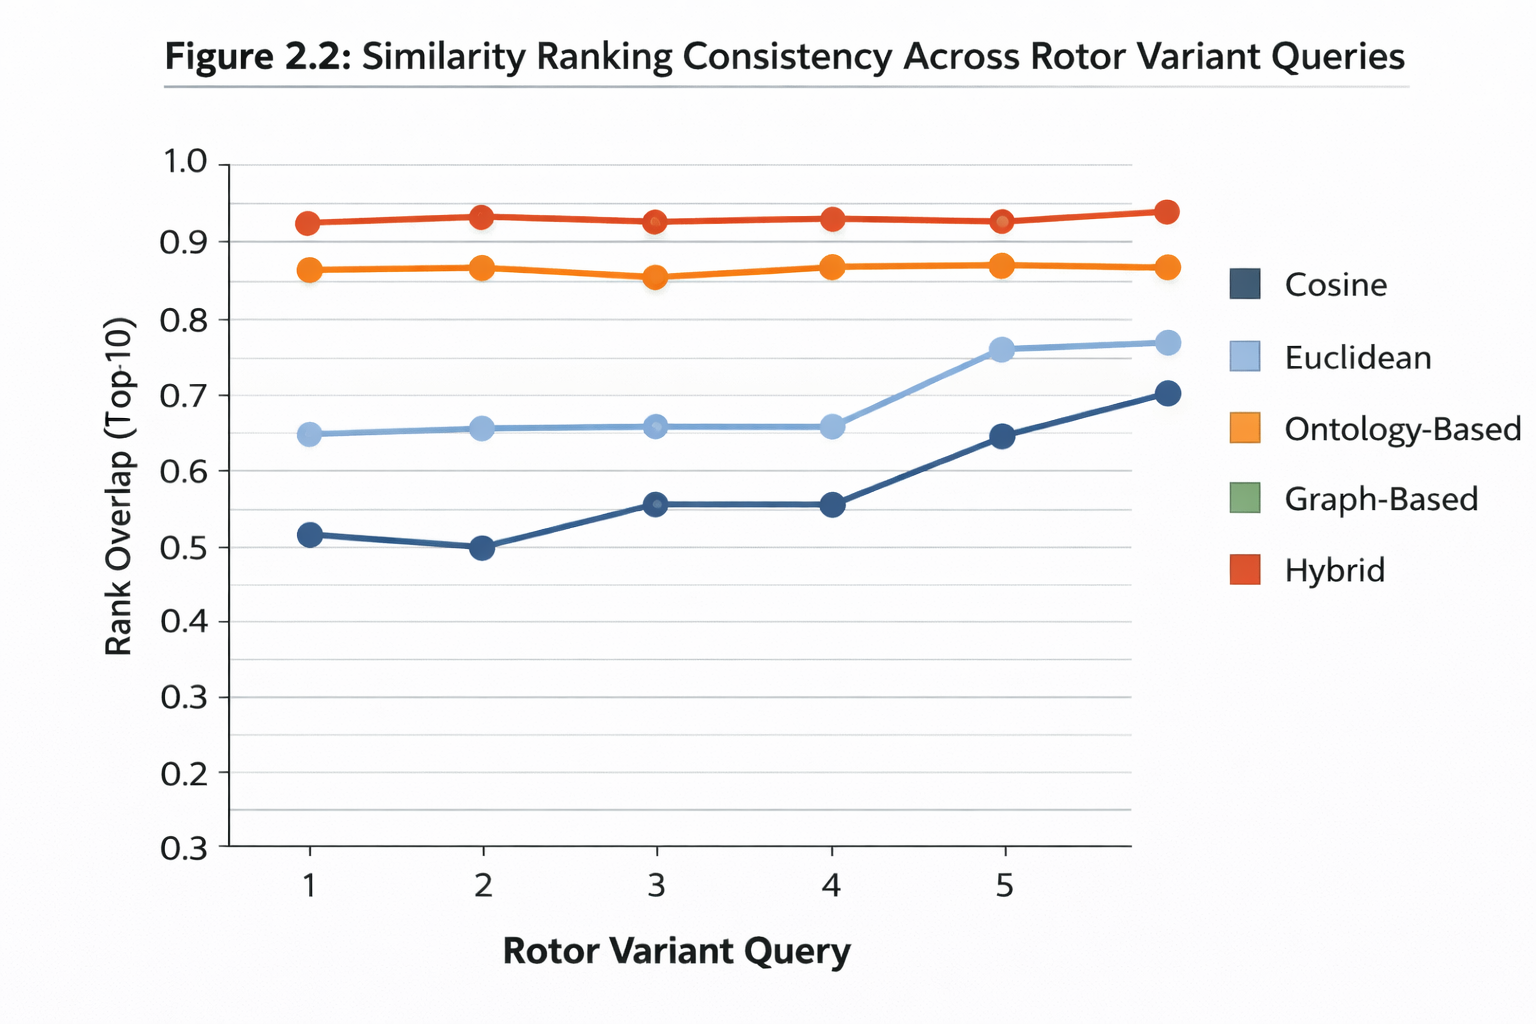 Figure 2.2: Similarity Ranking Consistency Across Rotor Variant Queries
1.0
0.9
0.8
0.7
0.6
0.5
0.4
0.3
0.2
0.3
Rank Overlap (Top-10)
1 2 3 4 5
Rotor Variant Query
Cosine
Euclidean
Ontology-Based
Graph-Based
Hybrid